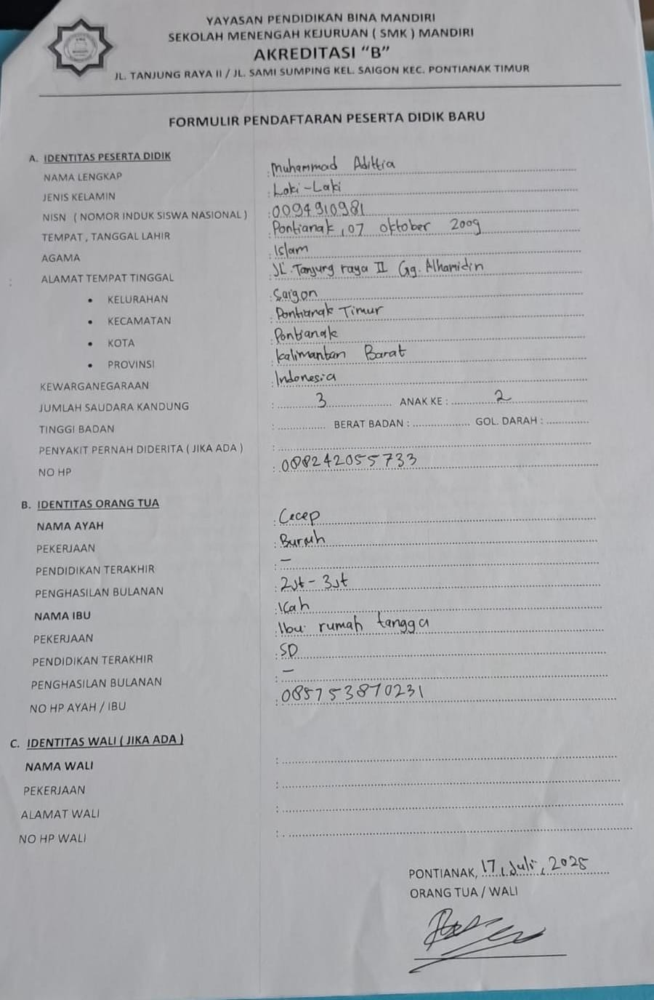 YAYASAN PENDIDIKAN BINA MANDIRI
SEKOLAH MENENGAH KEJURUAN ( SMK ) MANDIRI
AKREDITASI “B”
JL. TANJUNG RAYA II / JL. SAMI SUMPING KEL. SAIGON KEC. PONTIANAK TIMUR
FORMULIR PENDAFTARAN PESERTA DIDIK BARU
A. IDENTITAS PESERTA DIDIK
NAMA LENGKAP : Muhammad Adittia
JENIS KELAMIN : Laki-Laki
NISN ( NOMOR INDUK SISWA NASIONAL ) : 0094910981
TEMPAT , TANGGAL LAHIR : Pontianak, 07 oktober 2009
AGAMA : Islam
ALAMAT TEMPAT TINGGAL : JL. Tanjung raya II Gg. Alhamidin
• KELURAHAN : Saigon
• KECAMATAN : Pontianak Timur
• KOTA : Pontianak
• PROVINSI : kalimantan Barat
KEWARGANEGARAAN : Indonesia
JUMLAH SAUDARA KANDUNG : 3 ANAK KE : 2
TINGGI BADAN : BERAT BADAN : GOL. DARAH :
PENYAKIT PERNAH DIDERITA ( JIKA ADA ) :
NO HP : 088242055733
B. IDENTITAS ORANG TUA
NAMA AYAH : Cecep
PEKERJAAN : Buruh
PENDIDIKAN TERAKHIR : –
PENGHASILAN BULANAN : 2Jt - 3Jt
NAMA IBU : Icah
PEKERJAAN : Ibu rumah tangga
PENDIDIKAN TERAKHIR : SD
PENGHASILAN BULANAN : –
NO HP AYAH / IBU : 085753870231
C. IDENTITAS WALI ( JIKA ADA )
NAMA WALI :
PEKERJAAN :
ALAMAT WALI :
NO HP WALI :
PONTIANAK, 17, Juli, 2025
ORANG TUA / WALI